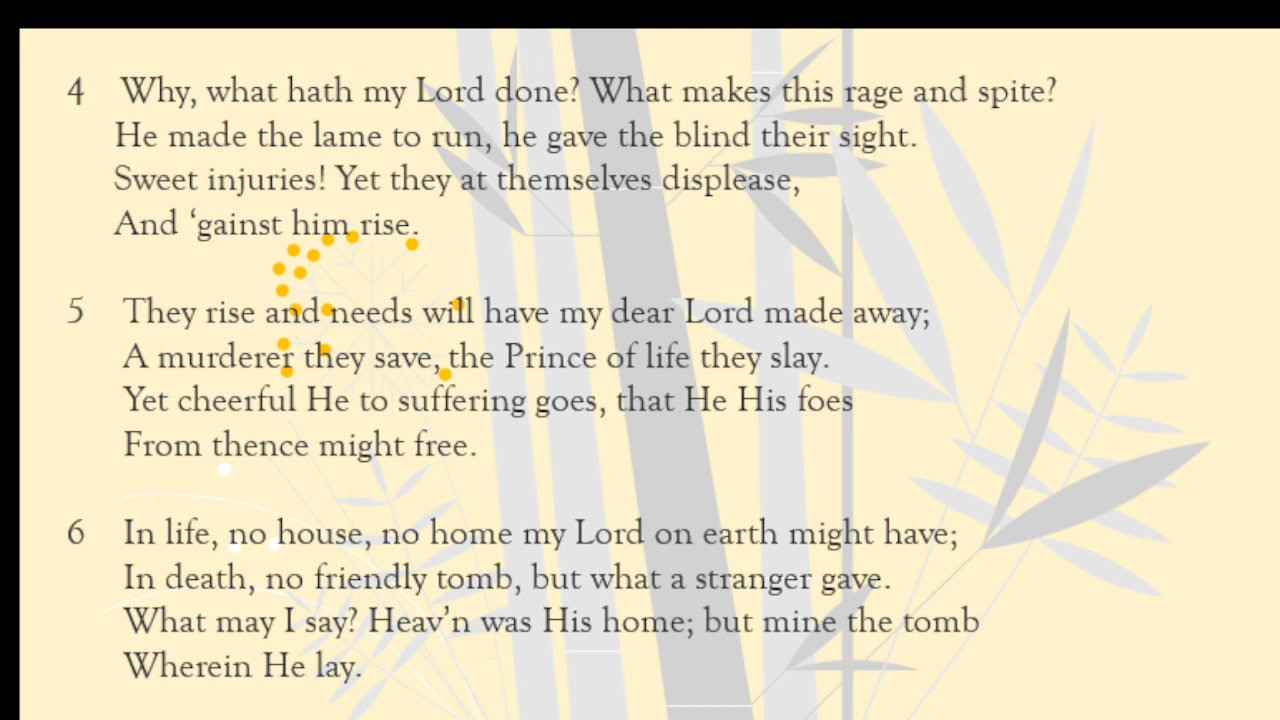 4 Why, what hath my Lord done? What makes this rage and spite?
He made the lame to run, he gave the blind their sight.
Sweet injuries! Yet they at themselves displease,
And ‘gainst him rise.
5 They rise and needs will have my dear Lord made away;
A murderer they save, the Prince of life they slay.
Yet cheerful He to suffering goes, that He His foes
From thence might free.
6 In life, no house, no home my Lord on earth might have;
In death, no friendly tomb, but what a stranger gave.
What may I say? Heav’n was His home; but mine the tomb
Wherein He lay.